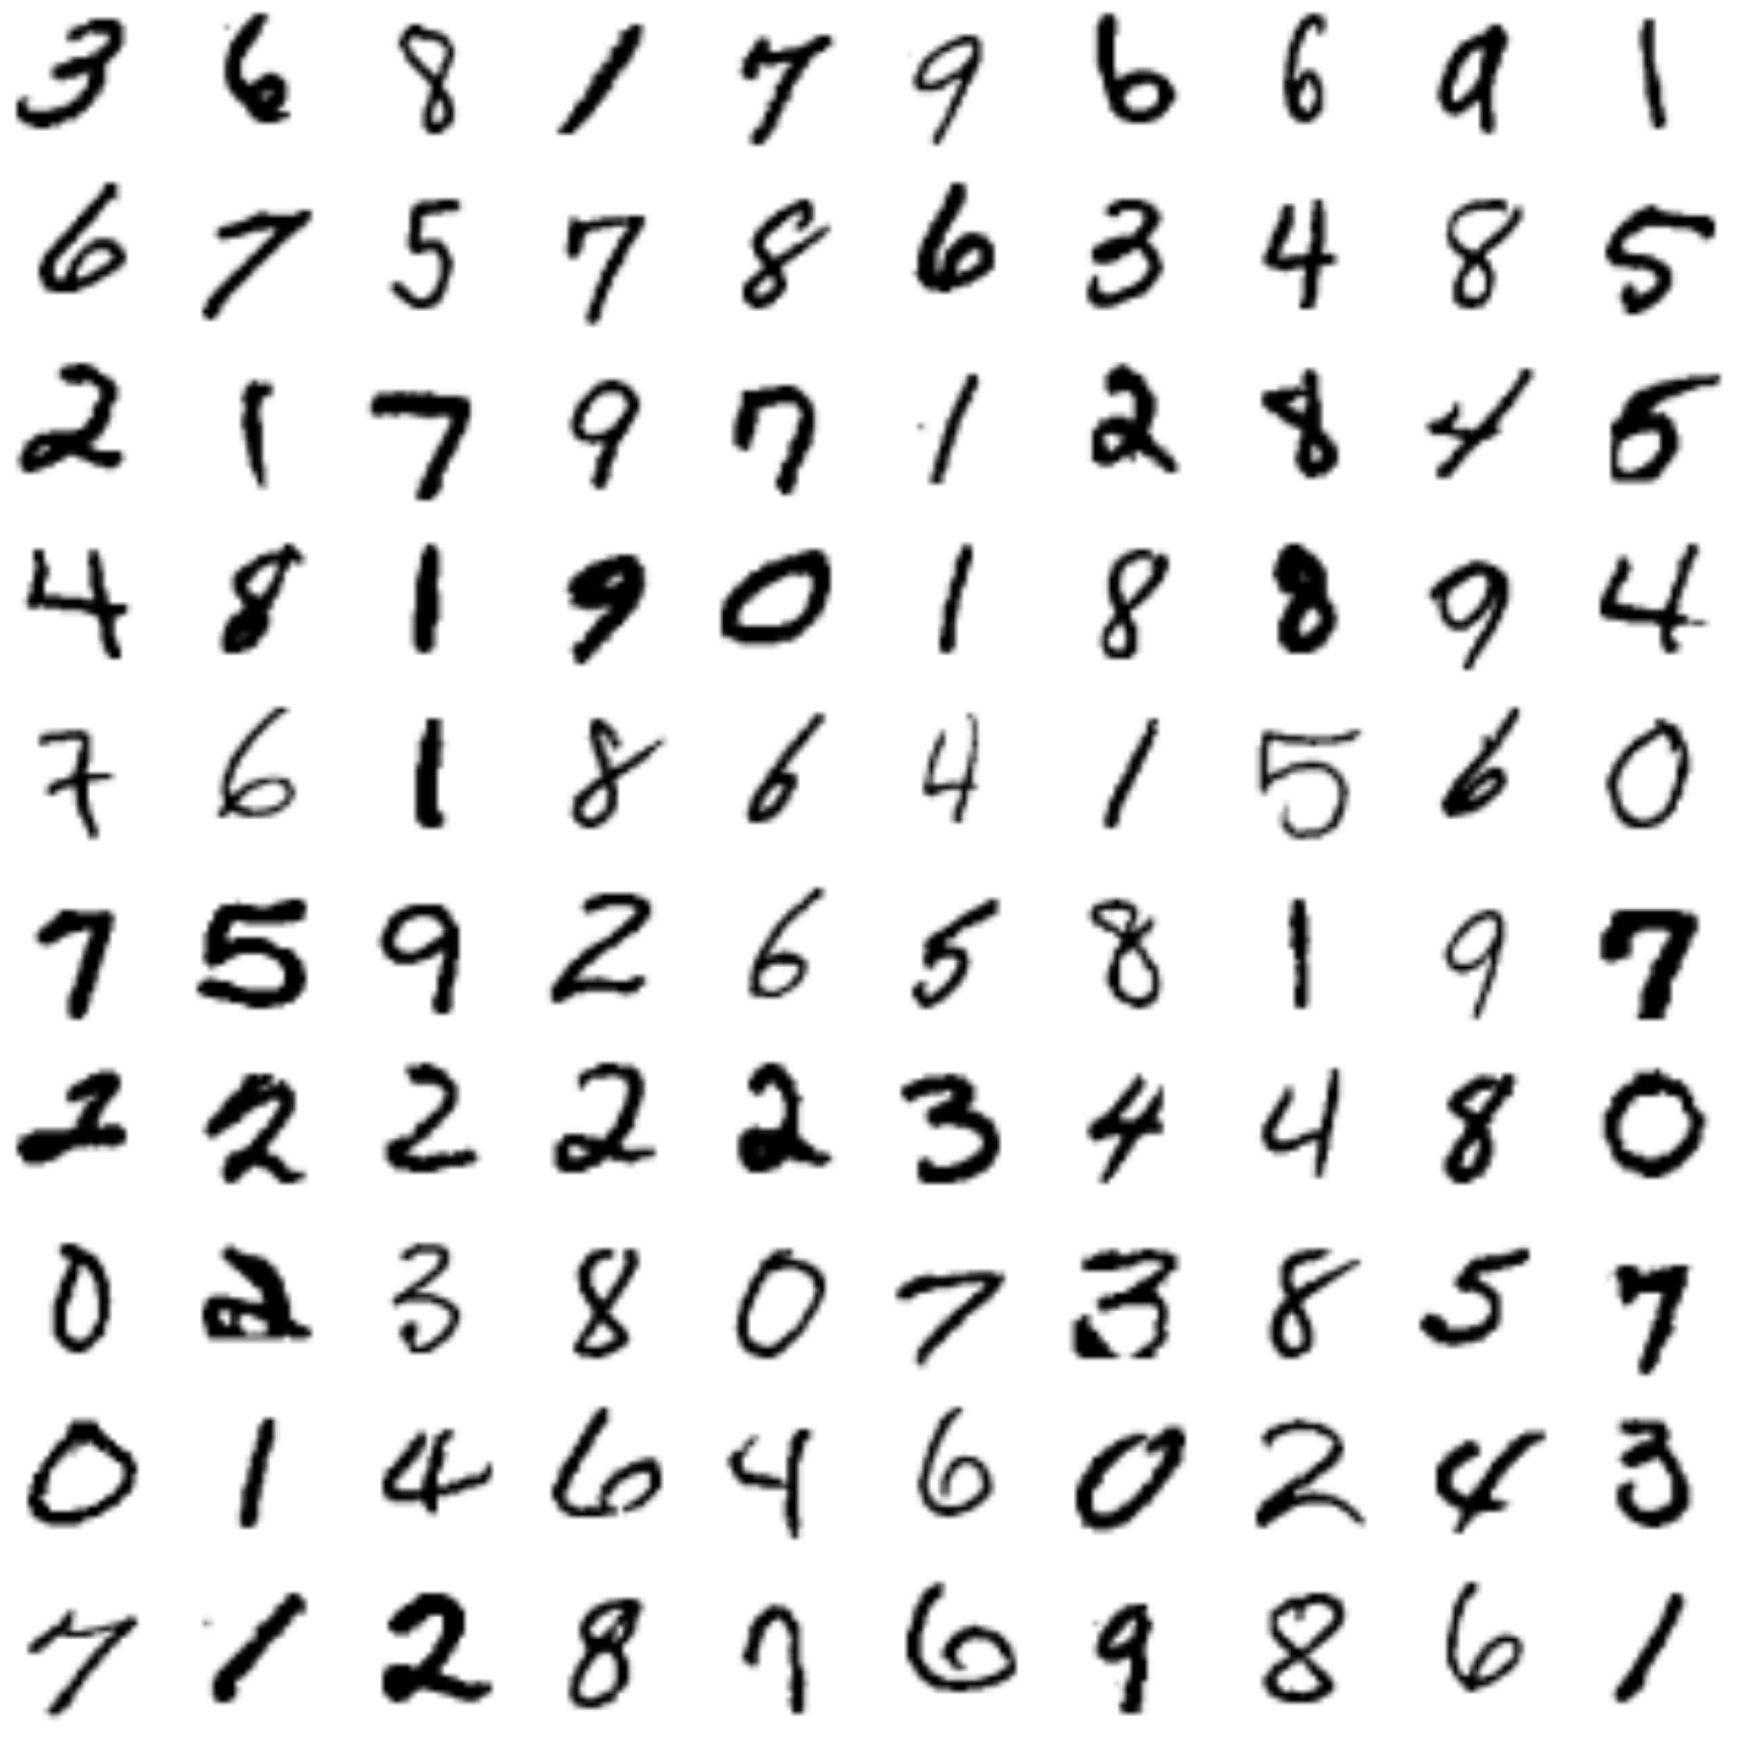 3 6 8 1 7 9 6 6 9 1
6 7 5 7 8 6 3 4 8 5
2 1 7 9 7 1 2 8 4 5
4 8 1 9 0 1 8 8 9 4
7 6 1 8 6 4 1 5 6 0
7 5 9 2 6 5 8 1 9 7
2 2 2 2 2 3 4 4 8 0
0 2 3 8 0 7 3 8 5 7
0 1 4 6 4 6 0 2 4 3
7 1 2 8 7 6 9 8 6 1